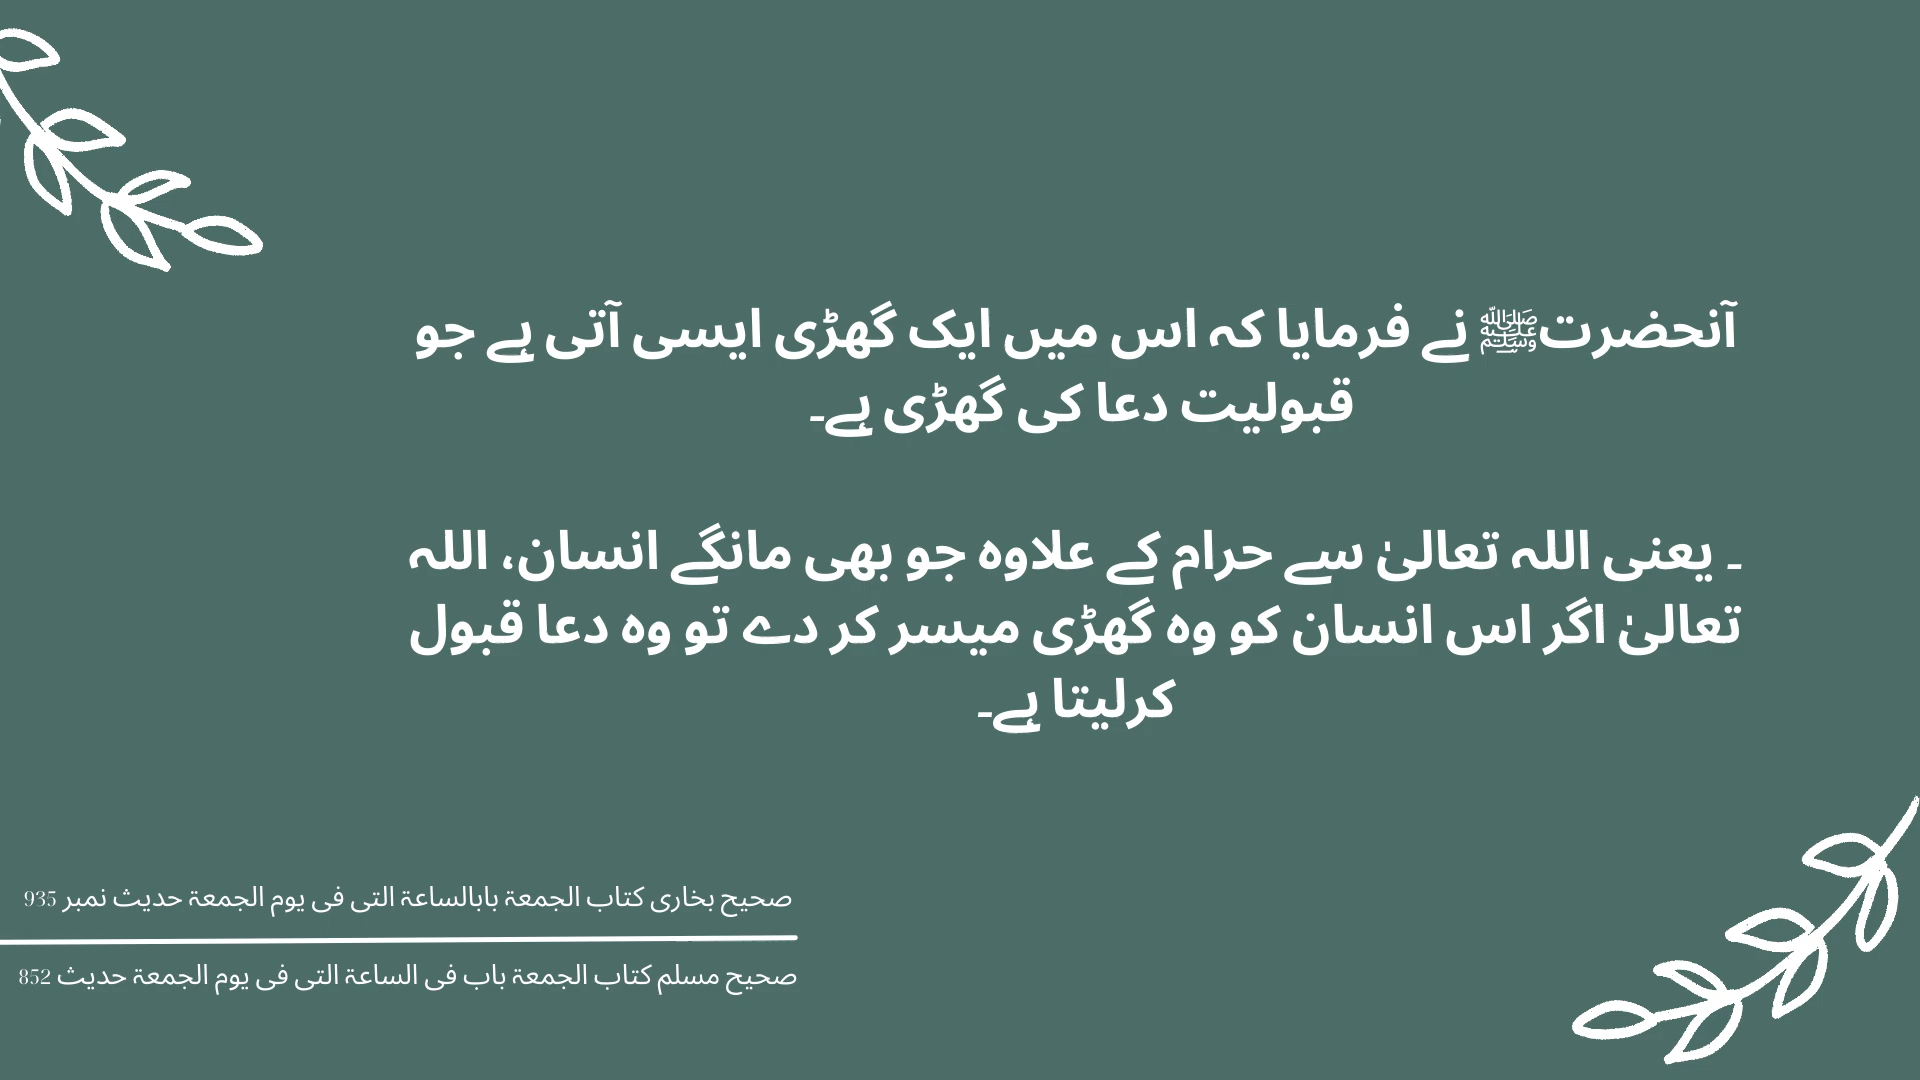 آنحضرتﷺ نے فرمایا کہ اس میں ایک گھڑی ایسی آتی ہے جو
قبولیت دعا کی گھڑی ہے۔
۔ یعنی اللہ تعالیٰ سے حرام کے علاوہ جو بھی مانگے انسان، اللہ
تعالیٰ اگر اس انسان کو وہ گھڑی میسر کر دے تو وہ دعا قبول
کرلیتا ہے۔
صحیح بخاری کتاب الجمعۃ بابالساعۃ التی فی یوم الجمعۃ حدیث نمبر 935
صحیح مسلم کتاب الجمعۃ باب فی الساعۃ التی فی یوم الجمعۃ حدیث 852